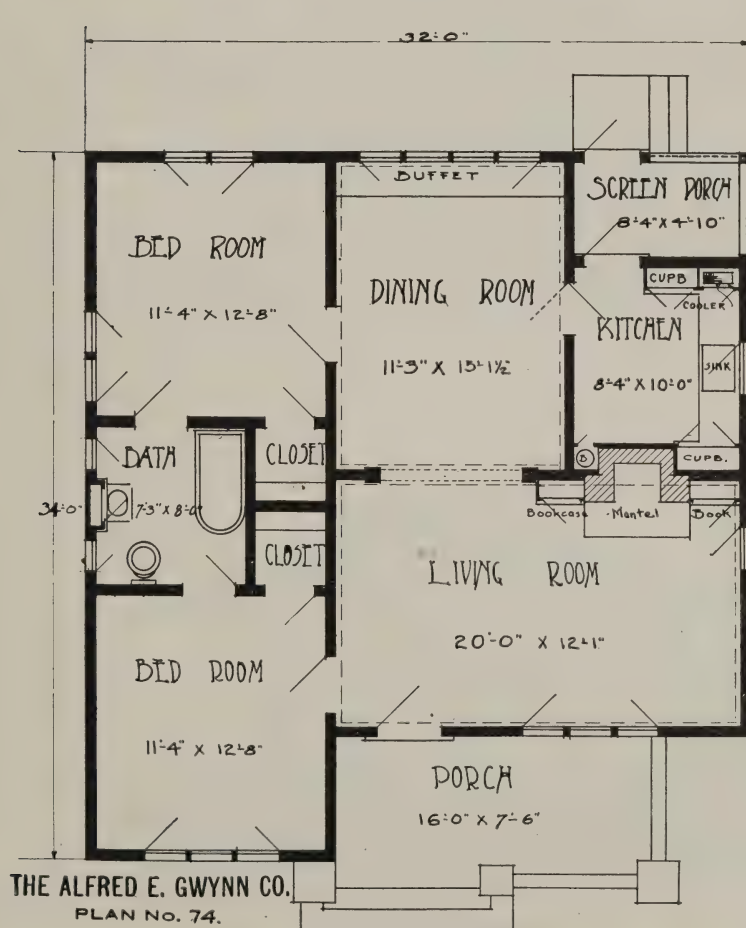 32'-0"
BUFFET
SCREEN PORCH
8'-4" X 4'-10"
BED ROOM
11'-4" X 12'-8"
DINING ROOM
11'-3" X 13'-1½"
CUPB
COOLER
KITCHEN
8'-4" X 10'-0"
SINK
BATH
CLOSET
B
CUPB.
34'-0"
7'-3" X 8'-0"
Bookcase
Mantel
Book
CLOSET
LIVING ROOM
20'-0" X 12'-1"
BED ROOM
11'-4" X 12'-8"
PORCH
16'-0" X 7'-6"
THE ALFRED E. GWYNN CO.
PLAN No. 74.